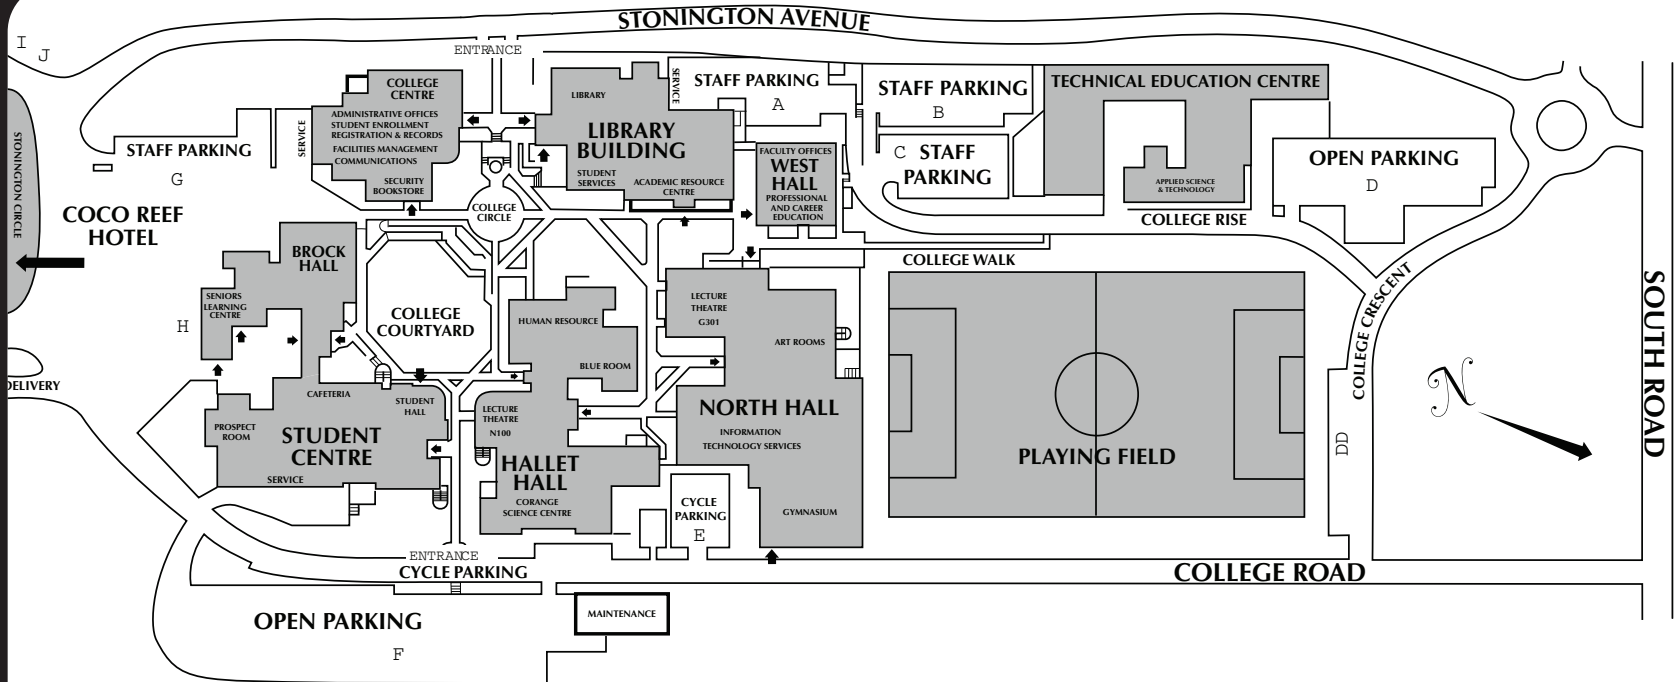 STONINGTON AVENUE
I
J
ENTRANCE
STONINGTON CIRCLE
STAFF PARKING
G
COCO REEF
HOTEL
DELIVERY
SERVICE
COLLEGE
CENTRE
ADMINISTRATIVE OFFICES
STUDENT ENROLLMENT
REGISTRATION & RECORDS
FACILITIES MANAGEMENT
COMMUNICATIONS
SECURITY
BOOKSTORE
LIBRARY
LIBRARY
BUILDING
STUDENT
SERVICES
ACADEMIC RESOURCE
CENTRE
SERVICE
STAFF PARKING
A
STAFF PARKING
B
C STAFF
PARKING
FACULTY OFFICES
WEST
HALL
PROFESSIONAL
AND CAREER
EDUCATION
TECHNICAL EDUCATION CENTRE
APPLIED SCIENCE
& TECHNOLOGY
OPEN PARKING
D
COLLEGE RISE
COLLEGE WALK
COLLEGE CRESCENT
SOUTH ROAD
COLLEGE
CIRCLE
BROCK
HALL
SENIORS
LEARNING
CENTRE
H
COLLEGE
COURTYARD
HUMAN RESOURCE
BLUE ROOM
LECTURE
THEATRE
G301
ART ROOMS
CAFETERIA
STUDENT
HALL
PROSPECT
ROOM
STUDENT
CENTRE
SERVICE
LECTURE
THEATRE
N100
HALLET
HALL
CORANGE
SCIENCE CENTRE
NORTH HALL
INFORMATION
TECHNOLOGY SERVICES
GYMNASIUM
CYCLE
PARKING
E
PLAYING FIELD
DD
N
ENTRANCE
CYCLE PARKING
COLLEGE ROAD
OPEN PARKING
F
MAINTENANCE